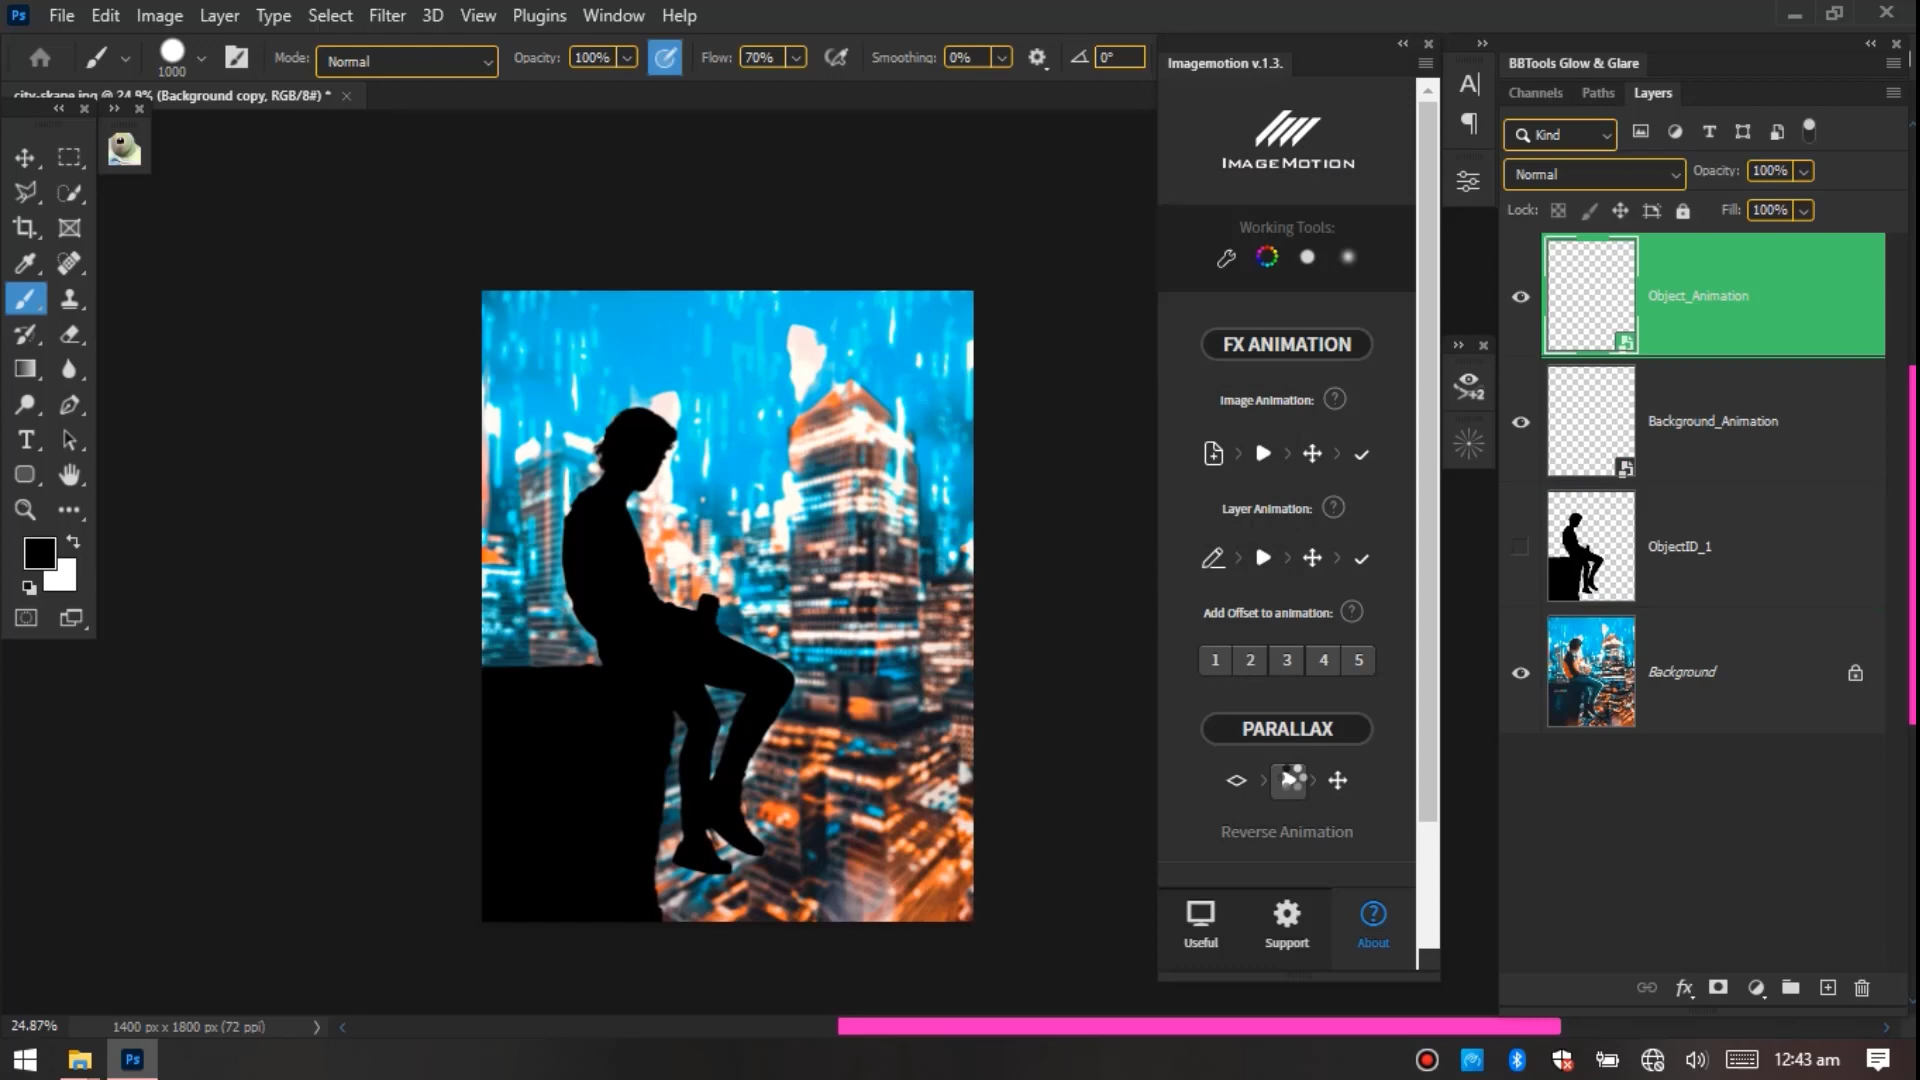 Ps File Edit Image Layer Type Select Filter 3D View Plugins Window Help
1000 Mode: Normal Opacity: 100% Flow: 70% Smoothing: 0% 0°
city-skape.jpg @ 24.9% (Background copy, RGB/8#) *
Imagemotion v.1.3.
IMAGEMOTION
Working Tools:
FX ANIMATION
Image Animation: ?
Layer Animation: ?
Add Offset to animation: ?
1 2 3 4 5
PARALLAX
Reverse Animation
Useful Support About
BBTools Glow & Glare
Channels Paths Layers
Kind
Normal Opacity: 100%
Lock: Fill: 100%
Object_Animation
Background_Animation
ObjectID_1
Background
24.87% 1400 px x 1800 px (72 ppi)
Ps 12:43 am